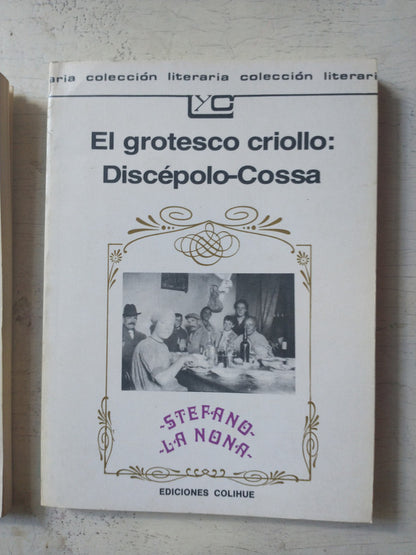 aria colección literaria colección literari
LyC
El grotesco criollo:
Discépolo-Cossa
-STEFANO-
-LA NONA-
EDICIONES COLIHUE